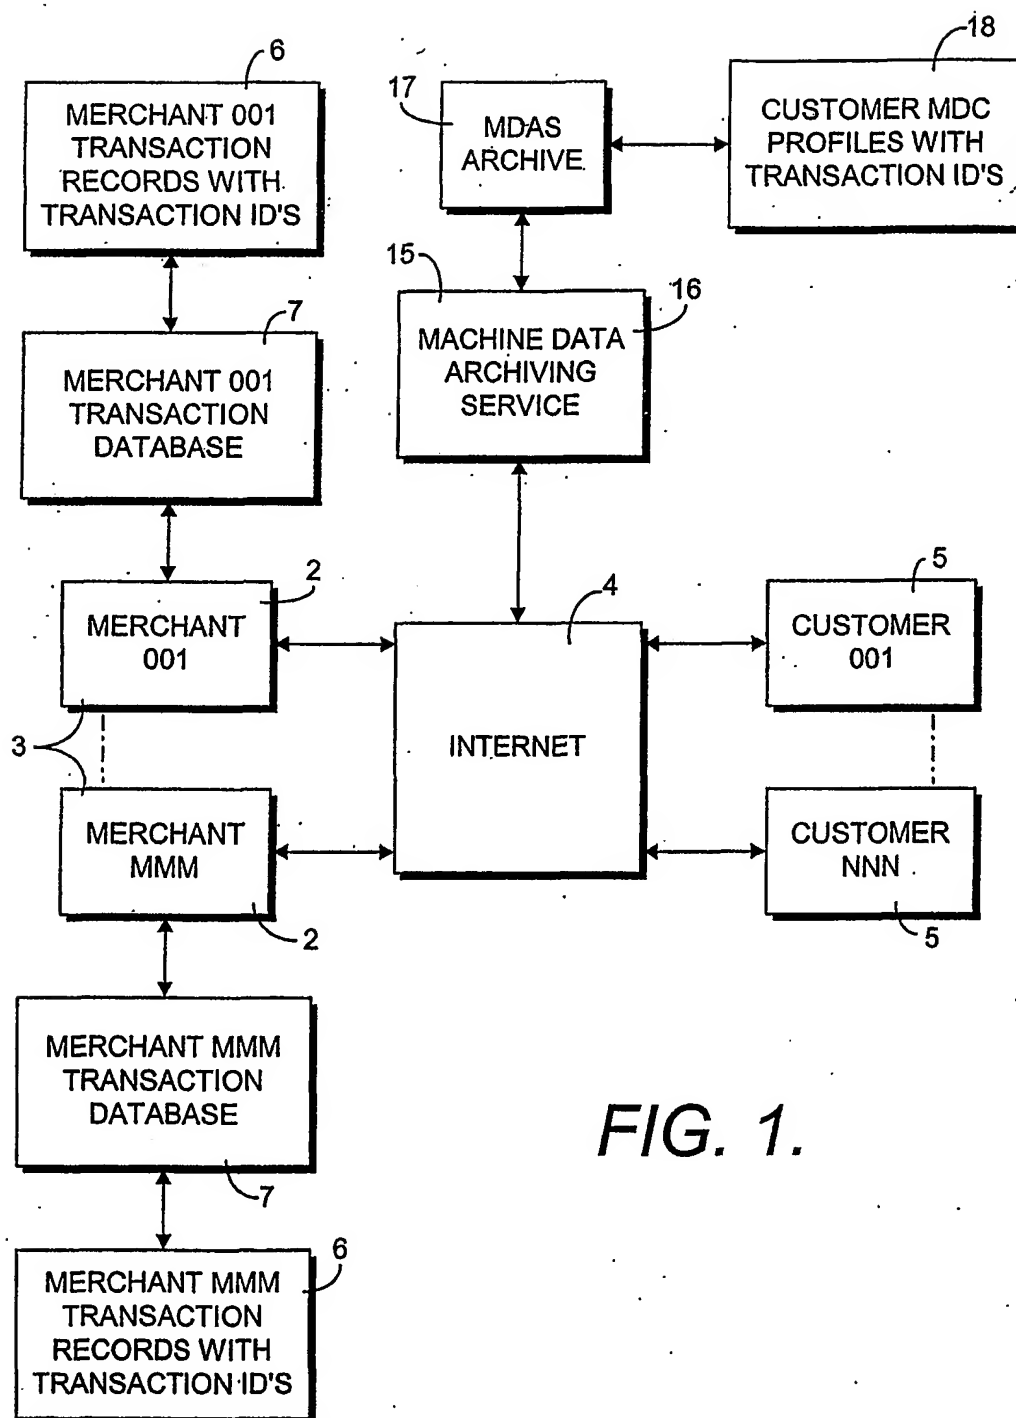 6
MERCHANT 001
TRANSACTION
RECORDS WITH
TRANSACTION ID'S
17
MDAS
ARCHIVE
18
CUSTOMER MDC
PROFILES WITH
TRANSACTION ID'S
7
MERCHANT 001
TRANSACTION
DATABASE
15
16
MACHINE DATA
ARCHIVING
SERVICE
2
MERCHANT
001
4
INTERNET
5
CUSTOMER
001
3
MERCHANT
MMM
2
CUSTOMER
NNN
5
MERCHANT MMM
TRANSACTION
DATABASE
7
FIG. 1.
6
MERCHANT MMM
TRANSACTION
RECORDS WITH
TRANSACTION ID'S